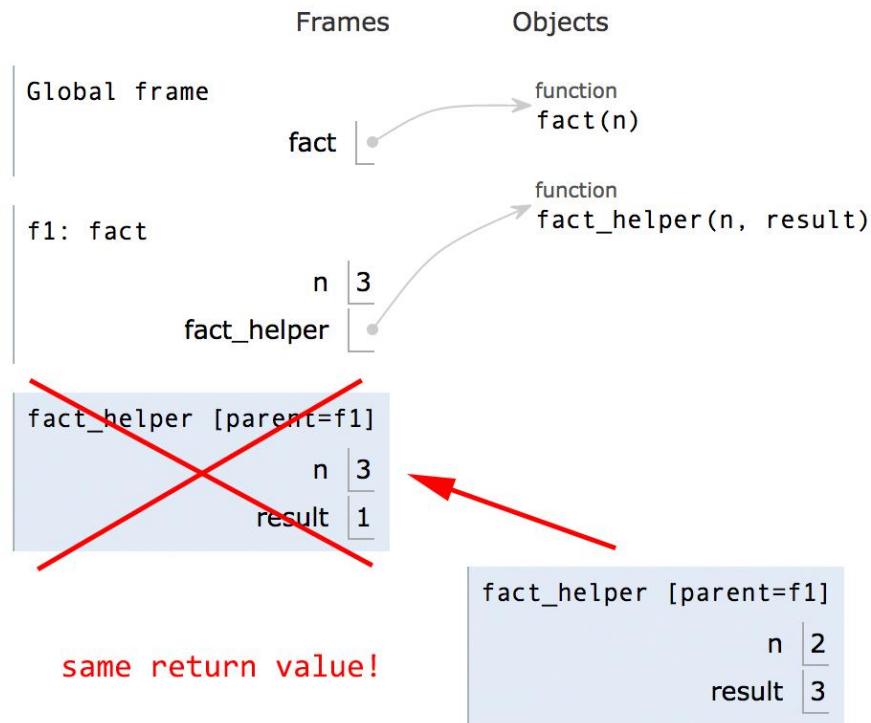 Frames Objects
Global frame
fact
function
fact(n)
function
fact_helper(n, result)
f1: fact
n 3
fact_helper
fact_helper [parent=f1]
n 3
result 1
fact_helper [parent=f1]
n 2
result 3
same return value!